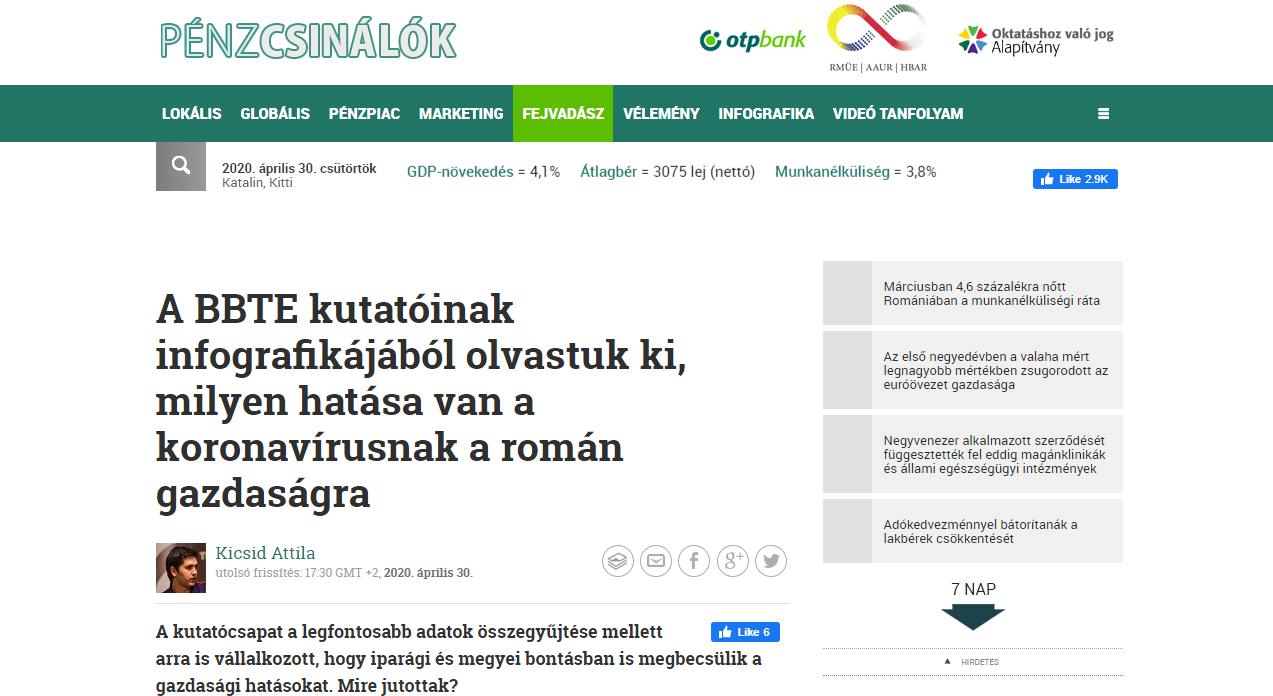 PÉNZCSINÁLÓK
otpbank
RMÜE | AAUR | HBAR
Oktatáshoz való jog
Alapítvány
LOKÁLIS GLOBÁLIS PÉNZPIAC MARKETING FEJVADÁSZ VÉLEMÉNY INFOGRAFIKA VIDEÓ TANFOLYAM
2020. április 30. csütörtök
Katalin, Kitti
GDP-növekedés = 4,1% Átlagbér = 3075 lej (nettó) Munkanélküliség = 3,8%
Like 2.9K
A BBTE kutatóinak
infografikájából olvastuk ki,
milyen hatása van a
koronavírusnak a román
gazdaságra
Kicsid Attila
utolsó frissítés: 17:30 GMT +2, 2020. április 30.
A kutatócsapat a legfontosabb adatok összegyűjtése mellett
Like 6
arra is vállalkozott, hogy iparági és megyei bontásban is megbecsülik a
gazdasági hatásokat. Mire jutottak?
Márciusban 4,6 százalékra nőtt
Romániában a munkanélküliségi ráta
Az első negyedévben a valaha mért
legnagyobb mértékben zsugorodott az
euróövezet gazdasága
Negyvenezer alkalmazott szerződését
függesztették fel eddig magánklinikák
és állami egészségügyi intézmények
Adókedvezménnyel bátorítanák a
lakbérek csökkentését
7 NAP
HIRDETÉS